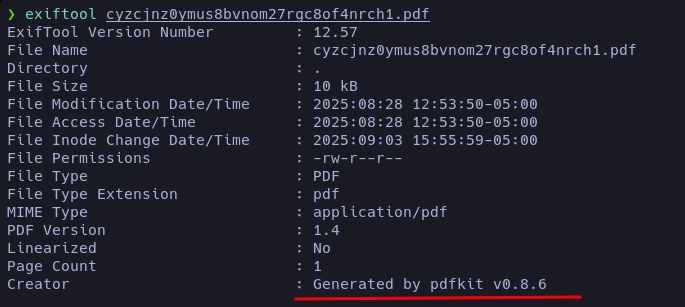 ❯ exiftool cyzcjnz0ymus8bvnom27rgc8of4nrch1.pdf
ExifTool Version Number : 12.57
File Name : cyzcjnz0ymus8bvnom27rgc8of4nrch1.pdf
Directory : .
File Size : 10 kB
File Modification Date/Time : 2025:08:28 12:53:50-05:00
File Access Date/Time : 2025:08:28 12:53:50-05:00
File Inode Change Date/Time : 2025:09:03 15:55:59-05:00
File Permissions : -rw-r--r--
File Type : PDF
File Type Extension : pdf
MIME Type : application/pdf
PDF Version : 1.4
Linearized : No
Page Count : 1
Creator : Generated by pdfkit v0.8.6